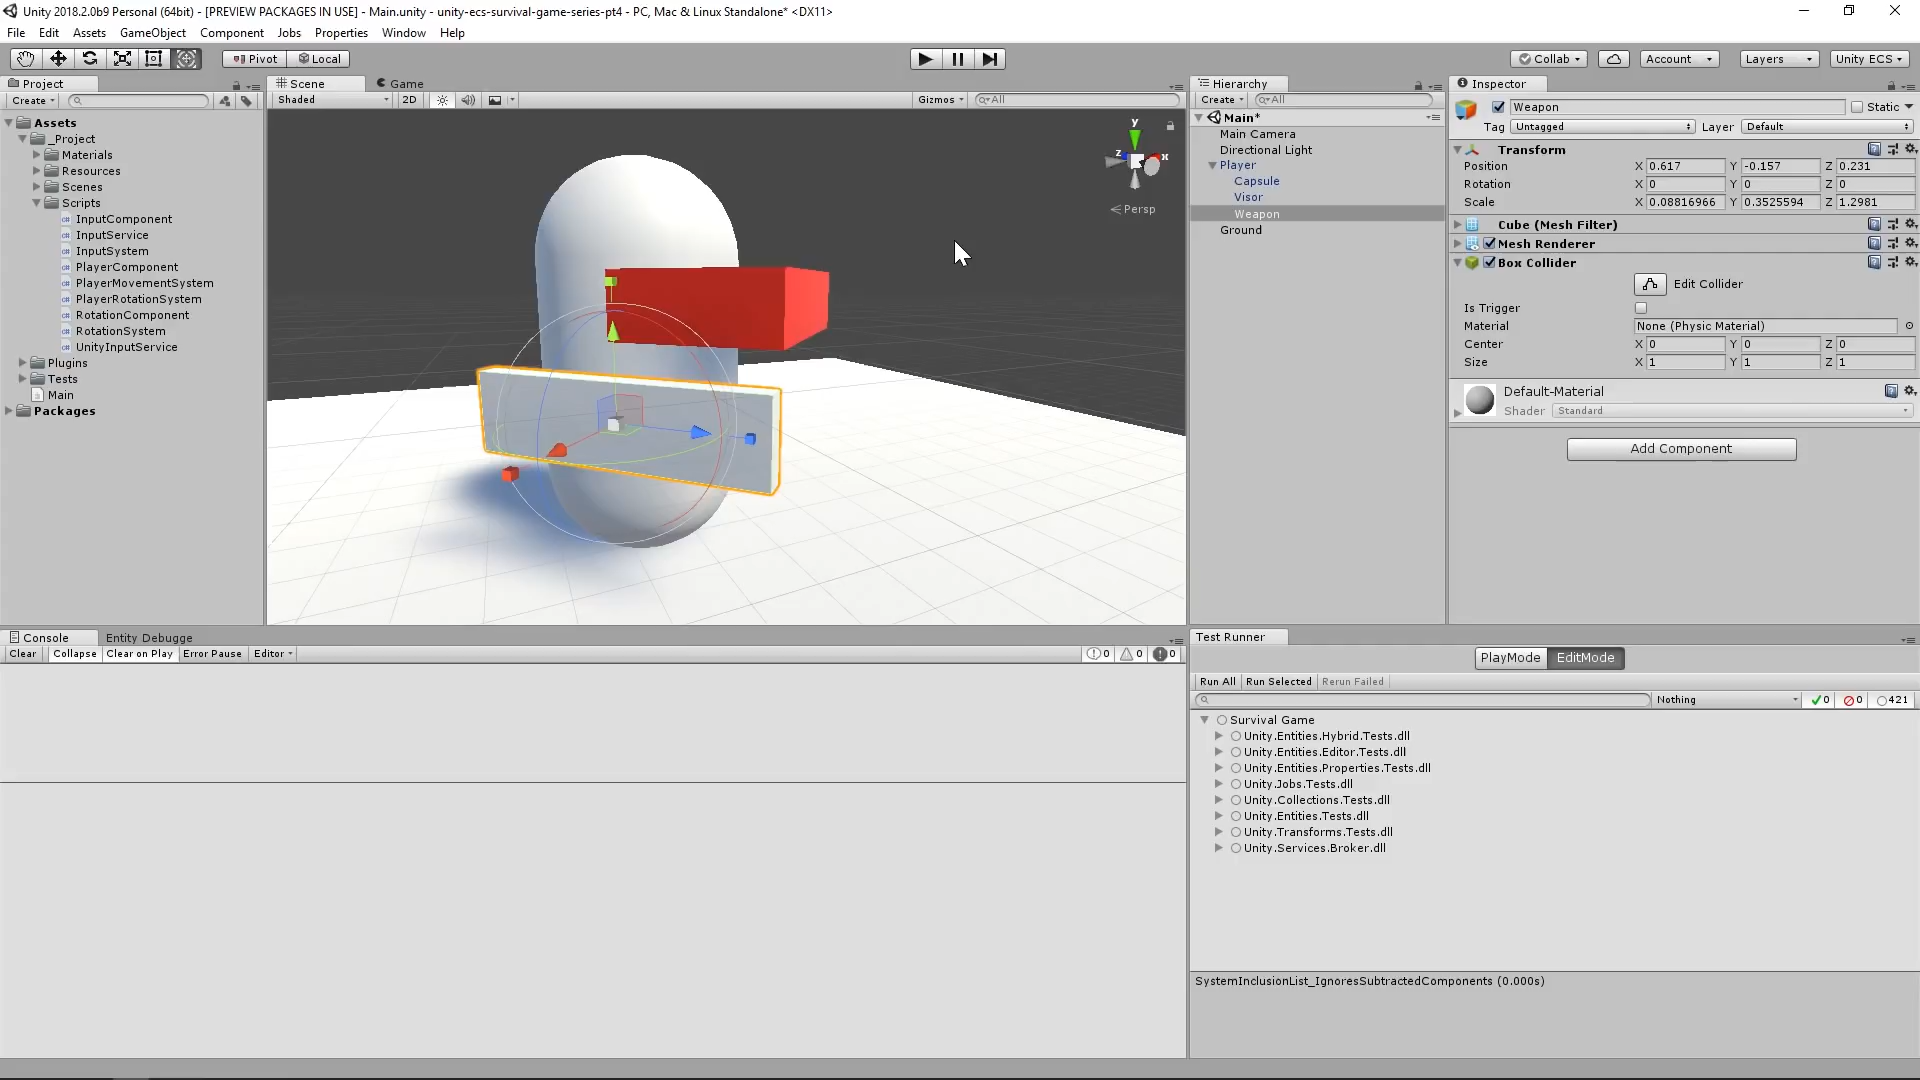 Unity 2018.2.0b9 Personal (64bit) - [PREVIEW PACKAGES IN USE] - Main.unity - unity-ecs-survival-game-series-pt4 - PC, Mac & Linux Standalone* <DX11>
File Edit Assets GameObject Component Jobs Properties Window Help
Pivot Local Collab Account Layers Unity ECS
Project
Create
Assets
_Project
Materials
Resources
Scenes
Scripts
InputComponent
InputService
InputSystem
PlayerComponent
PlayerMovementSystem
PlayerRotationSystem
RotationComponent
RotationSystem
UnityInputService
Plugins
Tests
Main
Packages
Scene Game
Shaded 2D Gizmos All
y
z x
Persp
Hierarchy
Create All
Main*
Main Camera
Directional Light
Player
Capsule
Visor
Weapon
Ground
Inspector
Weapon Static
Tag Untagged Layer Default
Transform
Position X 0.617 Y -0.157 Z 0.231
Rotation X 0 Y 0 Z 0
Scale X 0.08816966 Y 0.3525594 Z 1.2981
Cube (Mesh Filter)
Mesh Renderer
Box Collider
Edit Collider
Is Trigger
Material None (Physic Material)
Center X 0 Y 0 Z 0
Size X 1 Y 1 Z 1
Default-Material
Shader Standard
Add Component
Console Entity Debugge
Clear Collapse Clear on Play Error Pause Editor 0 0 0
Test Runner
PlayMode EditMode
Run All Run Selected Rerun Failed
Nothing 0 0 421
Survival Game
Unity.Entities.Hybrid.Tests.dll
Unity.Entities.Editor.Tests.dll
Unity.Entities.Properties.Tests.dll
Unity.Jobs.Tests.dll
Unity.Collections.Tests.dll
Unity.Entities.Tests.dll
Unity.Transforms.Tests.dll
Unity.Services.Broker.dll
SystemInclusionList_IgnoresSubtractedComponents (0.000s)